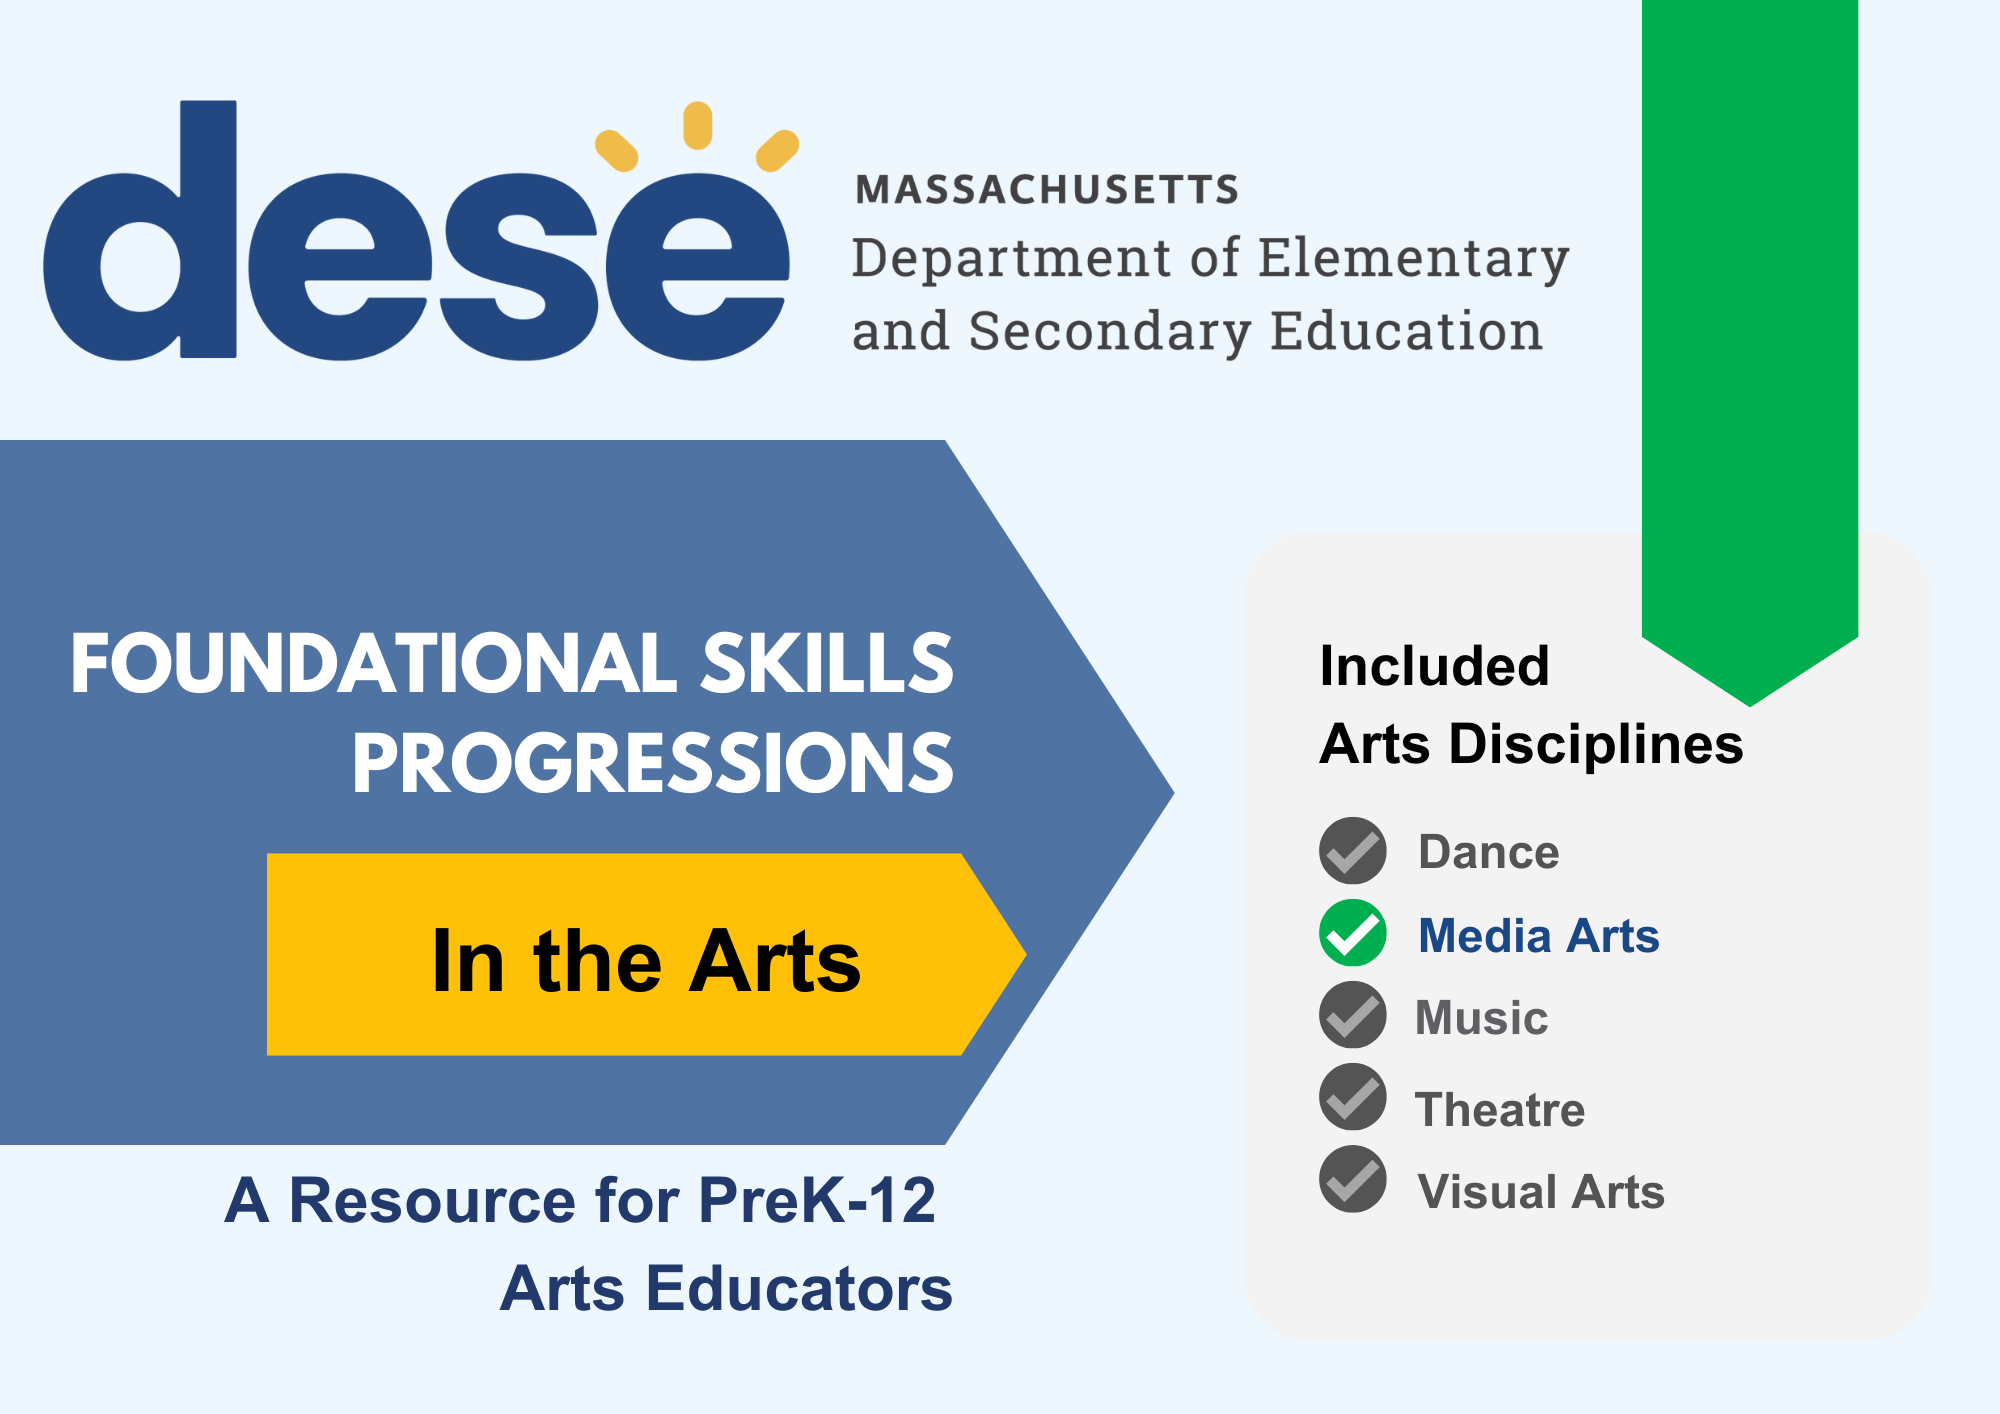 dese
MASSACHUSETTS
Department of Elementary
and Secondary Education
FOUNDATIONAL SKILLS
PROGRESSIONS
In the Arts
A Resource for PreK-12
Arts Educators
Included
Arts Disciplines
Dance
Media Arts
Music
Theatre
Visual Arts